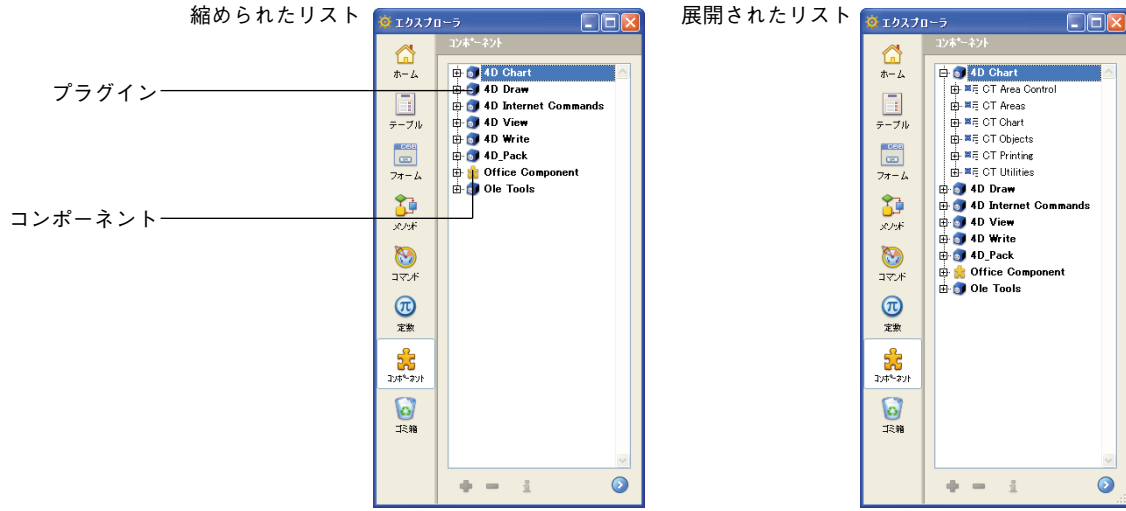 縮められたリスト
プラグイン
コンポーネント
エクスプローラ
コンポーネント
ホーム
テーブル
フォーム
メソッド
コマンド
定数
コンポーネント
ゴミ箱
4D Chart
4D Draw
4D Internet Commands
4D View
4D Write
4D_Pack
Office Component
Ole Tools
展開されたリスト
エクスプローラ
コンポーネント
ホーム
テーブル
フォーム
メソッド
コマンド
定数
コンポーネント
ゴミ箱
4D Chart
CT Area Control
CT Areas
CT Chart
CT Objects
CT Printing
CT Utilities
4D Draw
4D Internet Commands
4D View
4D Write
4D_Pack
Office Component
Ole Tools